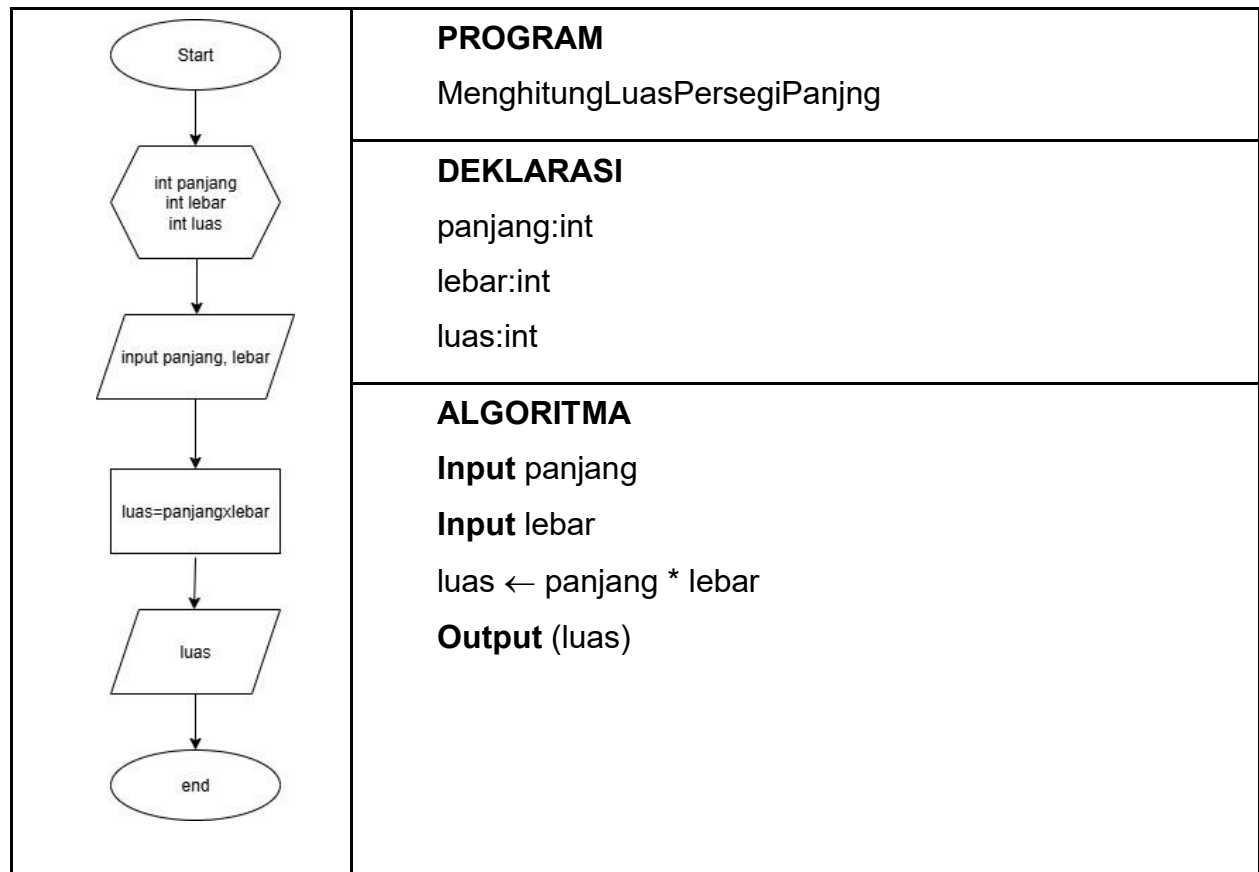 Start
int panjang
int lebar
int luas
input panjang, lebar
luas=panjangxlebar
luas
end
PROGRAM
MenghitungLuasPersegiPanjng
DEKLARASI
panjang:int
lebar:int
luas:int
ALGORITMA
Input panjang
Input lebar
luas ← panjang * lebar
Output (luas)